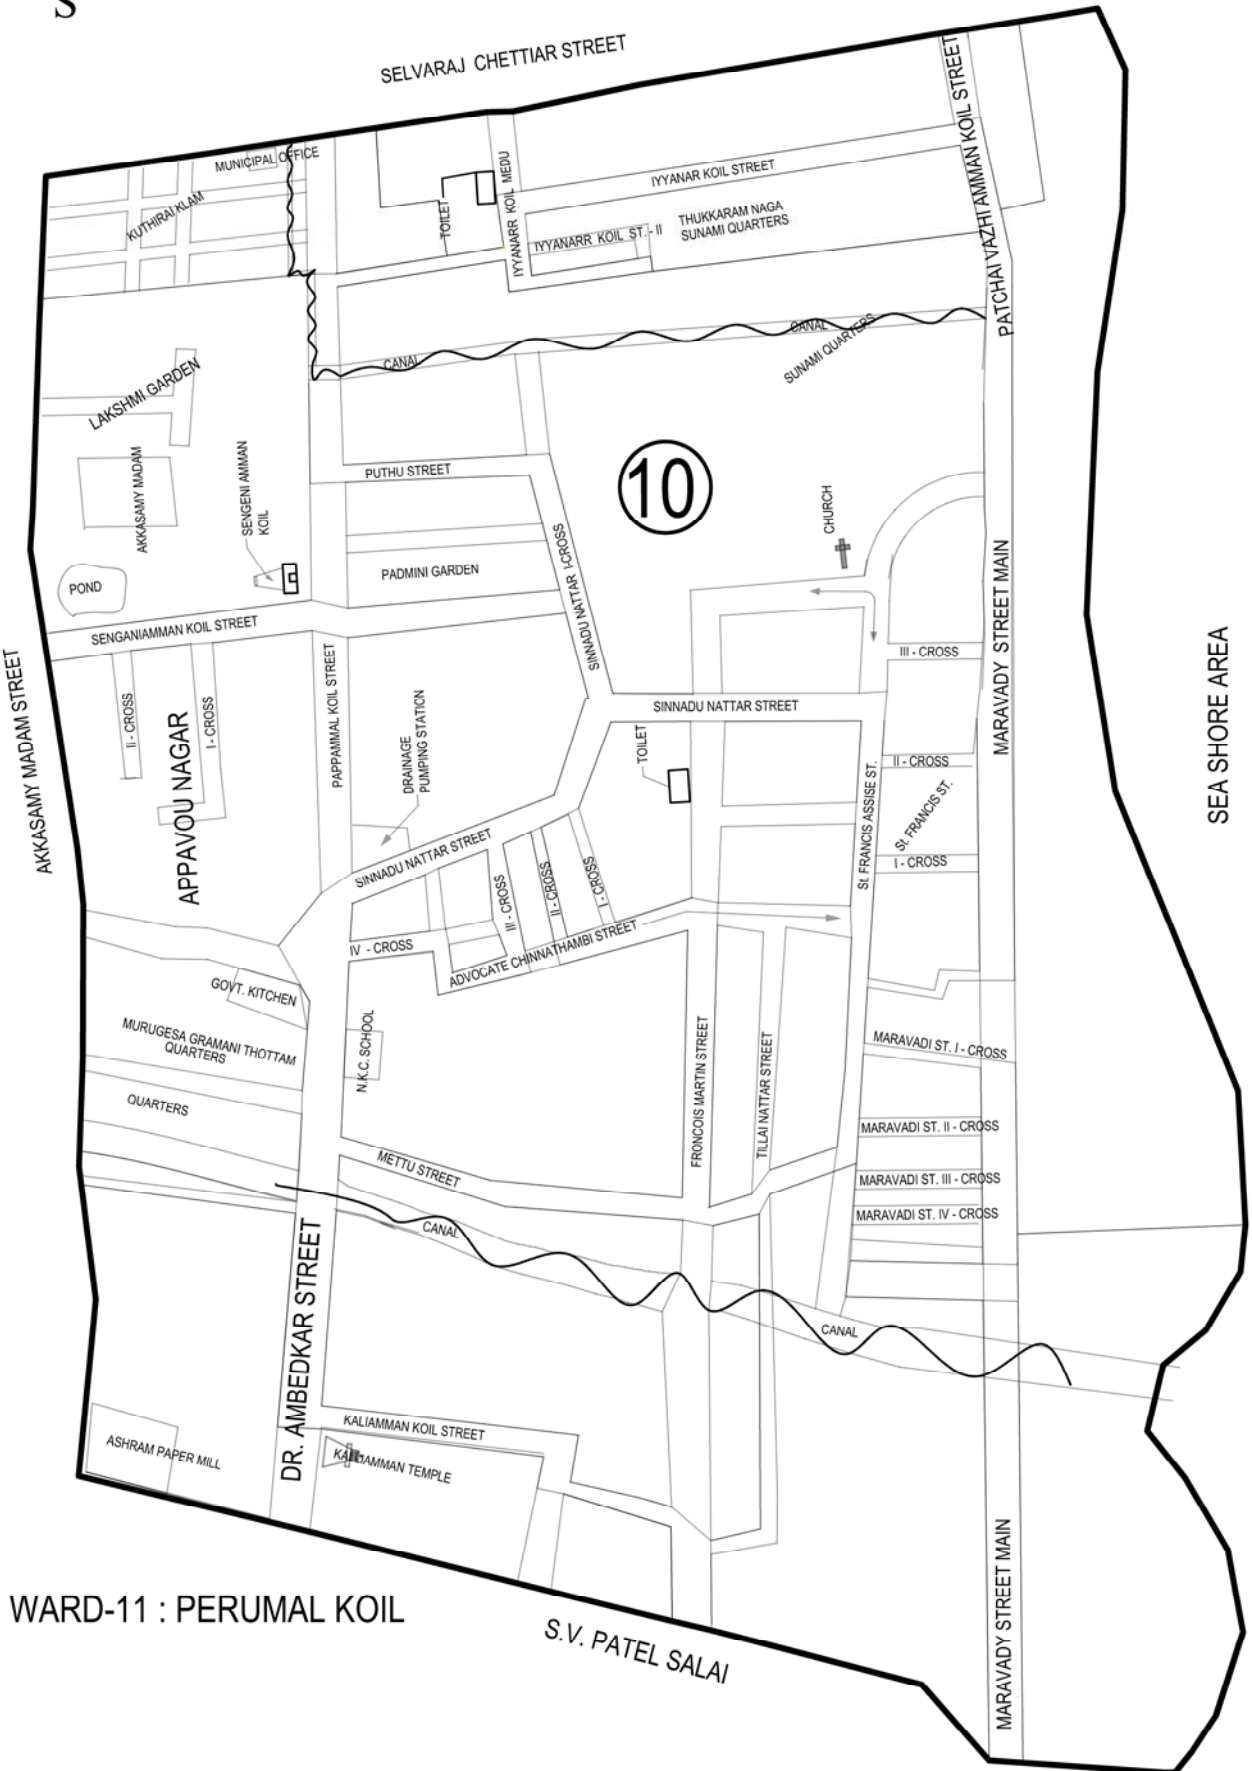 S
SELVARAJ CHETTIAR STREET
MUNICIPAL OFFICE
KUTHIRAI KLAM
TOILET
IYYANARR KOIL MEDU
IYYANAR KOIL STREET
IYYANARR KOIL ST. - II
THUKKARAM NAGA
SUNAMI QUARTERS
PATCHAI VAZHI AMMAN KOIL STREET
CANAL
CANAL
SUNAMI QUARTERS
LAKSHMI GARDEN
AKKASAMY MADAM
SENGENI AMMAN
KOIL
PUTHU STREET
10
CHURCH
POND
PADMINI GARDEN
SINNADU NATTAR I-CROSS
SENGANIAMMAN KOIL STREET
MARAVADY STREET MAIN
SEA SHORE AREA
AKKASAMY MADAM STREET
II - CROSS
I - CROSS
APPAVOU NAGAR
PAPPAMMAL KOIL STREET
DRAINAGE
PUMPING STATION
SINNADU NATTAR STREET
TOILET
III - CROSS
II - CROSS
St. FRANCIS ST.
I - CROSS
St. FRANCIS ASSISE ST.
SINNADU NATTAR STREET
III - CROSS
II - CROSS
I - CROSS
IV - CROSS
ADVOCATE CHINNATHAMBI STREET
GOVT. KITCHEN
MURUGESA GRAMANI THOTTAM
QUARTERS
QUARTERS
N.K.C. SCHOOL
FRONCOIS MARTIN STREET
TILLAI NATTAR STREET
MARAVADI ST. I - CROSS
MARAVADI ST. II - CROSS
MARAVADI ST. III - CROSS
MARAVADI ST. IV - CROSS
METTU STREET
CANAL
CANAL
DR. AMBEDKAR STREET
KALIAMMAN KOIL STREET
KALIAMMAN TEMPLE
ASHRAM PAPER MILL
MARAVADY STREET MAIN
WARD-11 : PERUMAL KOIL
S.V. PATEL SALAI